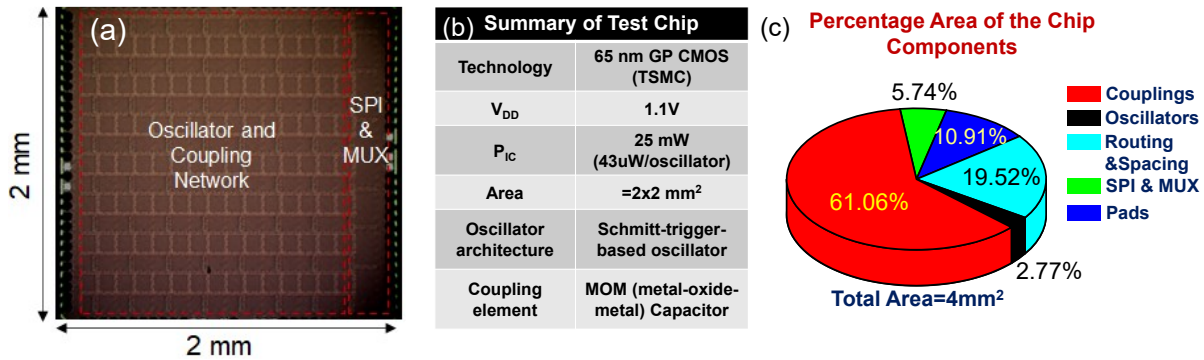 (a)
2 mm
Oscillator and
Coupling
Network
SPI
&
MUX
2 mm
(b)
Summary of Test Chip
Technology
65 nm GP CMOS
(TSMC)
V_DD
1.1V
P_IC
25 mW
(43uW/oscillator)
Area
=2x2 mm²
Oscillator
architecture
Schmitt-trigger-
based oscillator
Coupling
element
MOM (metal-oxide-
metal) Capacitor
(c)
Percentage Area of the Chip
Components
5.74%
10.91%
19.52%
61.06%
2.77%
Couplings
Oscillators
Routing
&Spacing
SPI & MUX
Pads
Total Area=4mm²